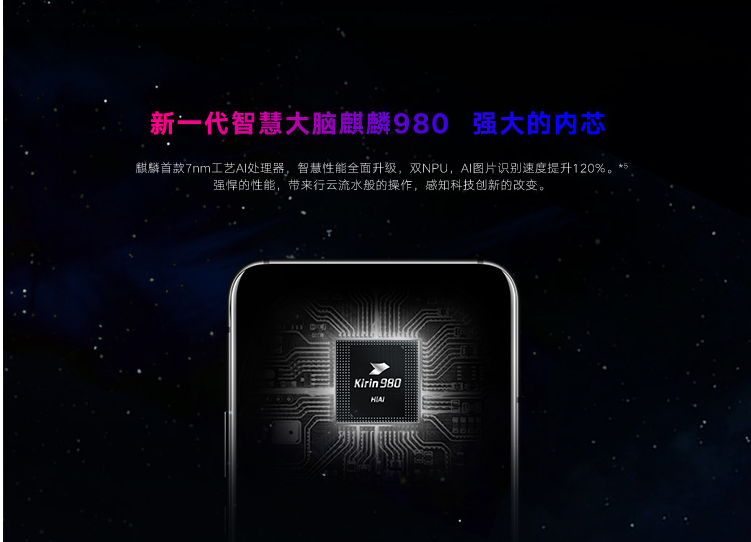 新一代智慧大脑麒麟980 强大的内芯
麒麟首款7nm工艺AI处理器，智慧性能全面升级，双NPU，AI图片识别速度提升120%。*5
强悍的性能，带来行云流水般的操作，感知科技创新的改变。
Kirin 980
HiAI